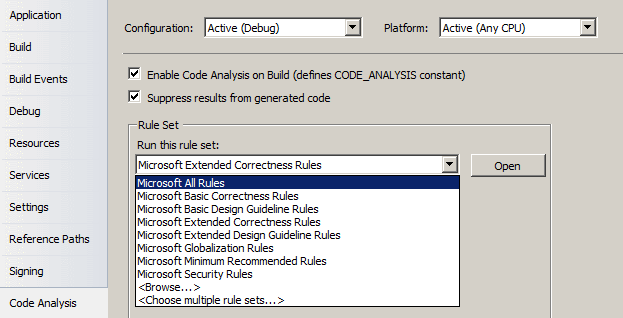 Application
Build
Build Events
Debug
Resources
Services
Settings
Reference Paths
Signing
Code Analysis
Configuration: Active (Debug) Platform: Active (Any CPU)
Enable Code Analysis on Build (defines CODE_ANALYSIS constant)
Suppress results from generated code
Rule Set
Run this rule set:
Microsoft Extended Correctness Rules Open
Microsoft All Rules
Microsoft Basic Correctness Rules
Microsoft Basic Design Guideline Rules
Microsoft Extended Correctness Rules
Microsoft Extended Design Guideline Rules
Microsoft Globalization Rules
Microsoft Minimum Recommended Rules
Microsoft Security Rules
<Browse...>
<Choose multiple rule sets...>